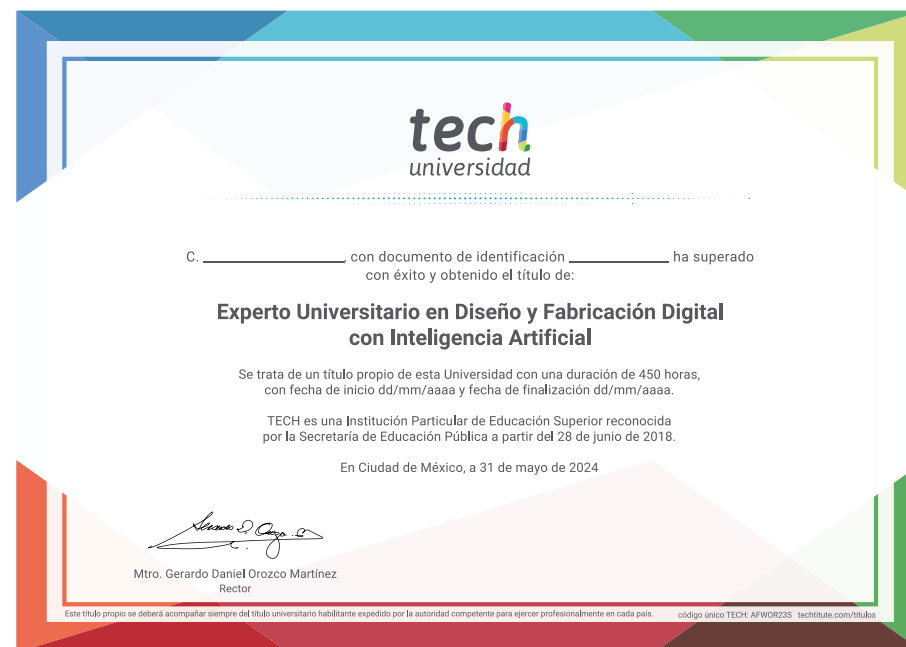 tech
universidad
C. ____________, con documento de identificación ____________ ha superado
con éxito y obtenido el título de:
Experto Universitario en Diseño y Fabricación Digital
con Inteligencia Artificial
Se trata de un título propio de esta Universidad con una duración de 450 horas,
con fecha de inicio dd/mm/aaaa y fecha de finalización dd/mm/aaaa.
TECH es una Institución Particular de Educación Superior reconocida
por la Secretaría de Educación Pública a partir del 28 de junio de 2018.
En Ciudad de México, a 31 de mayo de 2024
Mtro. Gerardo Daniel Orozco Martínez
Rector
Este título propio se deberá acompañar siempre del título universitario habilitante expedido por la autoridad competente para ejercer profesionalmente en cada país. código único TECH: AFWOR23S techtitute.com/titulos